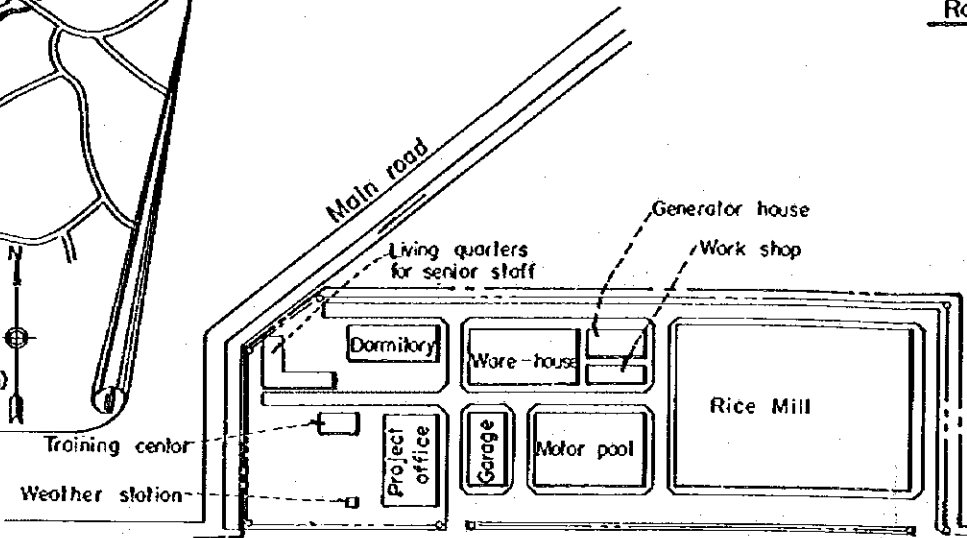 Main road
Generator house
Work shop
Living quarters
for senior staff
N
Dormitory
Ware-house
Rice Mill
Training center
Project
office
Garage
Motor pool
Weather station